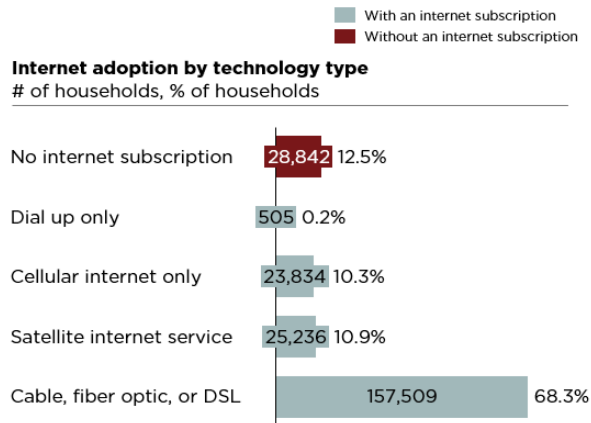 With an internet subscription
Without an internet subscription
Internet adoption by technology type
# of households, % of households
No internet subscription 28,842 12.5%
Dial up only 505 0.2%
Cellular internet only 23,834 10.3%
Satellite internet service 25,236 10.9%
Cable, fiber optic, or DSL 157,509 68.3%